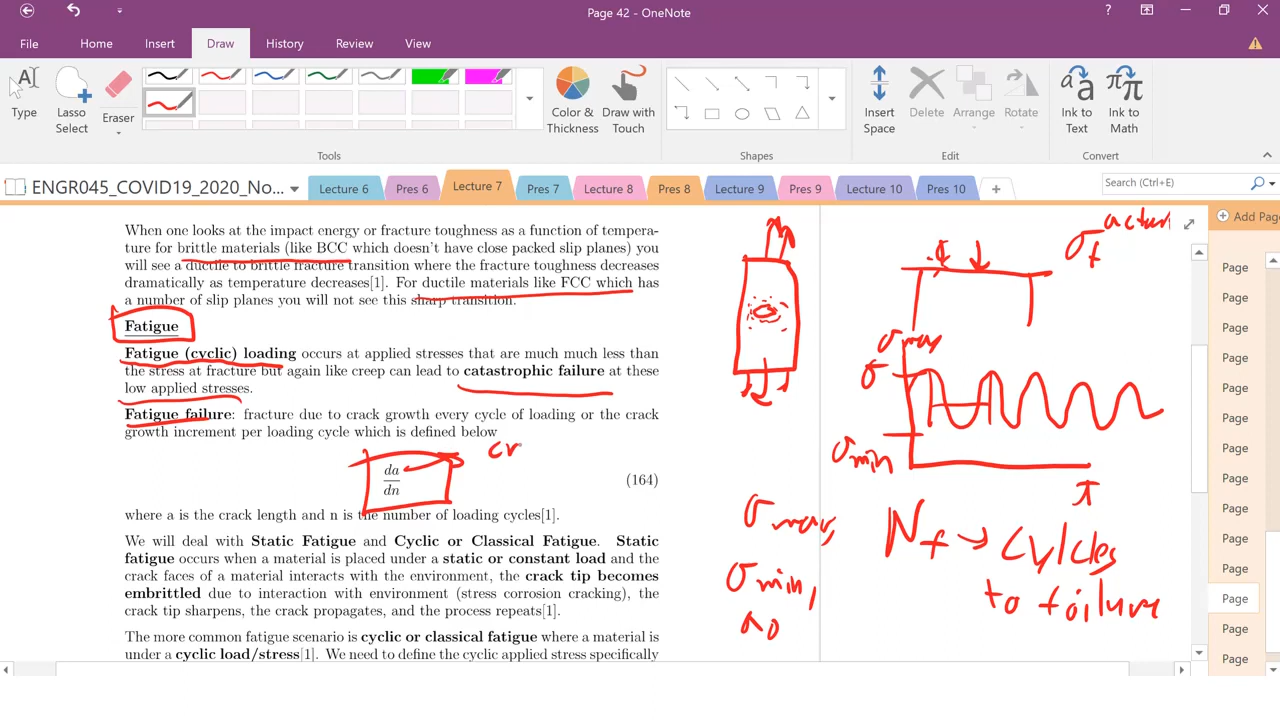 Page 42 - OneNote
File Home Insert Draw History Review View
Type
Lasso Select
Eraser
Color & Thickness
Draw with Touch
Insert Space
Delete
Arrange
Rotate
Ink to Text
Ink to Math
Tools
Shapes
Edit
Convert
ENGR045_COVID19_2020_No...
Lecture 6 Pres 6 Lecture 7 Pres 7 Lecture 8 Pres 8 Lecture 9 Pres 9 Lecture 10 Pres 10 +
Search (Ctrl+E)
Add Page
When one looks at the impact energy or fracture toughness as a function of tempera-
ture for brittle materials (like BCC which doesn't have close packed slip planes) you
will see a ductile to brittle fracture transition where the fracture toughness decreases
dramatically as temperature decreases[1]. For ductile materials like FCC which has
a number of slip planes you will not see this sharp transition.
Fatigue
Fatigue (cyclic) loading occurs at applied stresses that are much much less than
the stress at fracture but again like creep can lead to catastrophic failure at these
low applied stresses.
Fatigue failure: fracture due to crack growth every cycle of loading or the crack
growth increment per loading cycle which is defined below
cr
da
dn
(164)
where a is the crack length and n is the number of loading cycles[1].
We will deal with Static Fatigue and Cyclic or Classical Fatigue. Static
fatigue occurs when a material is placed under a static or constant load and the
crack faces of a material interacts with the environment, the crack tip becomes
embrittled due to interaction with environment (stress corrosion cracking), the
crack tip sharpens, the crack propagates, and the process repeats[1].
The more common fatigue scenario is cyclic or classical fatigue where a material is
under a cyclic load/stress[1]. We need to define the cyclic applied stress specifically
σ f
σ max
σ
σ min
σ max,
σ min,
a0
Nf → cycles
to failure
Page
Page
Page
Page
Page
Page
Page
Page
Page
Page
Page
Page
Page
Page